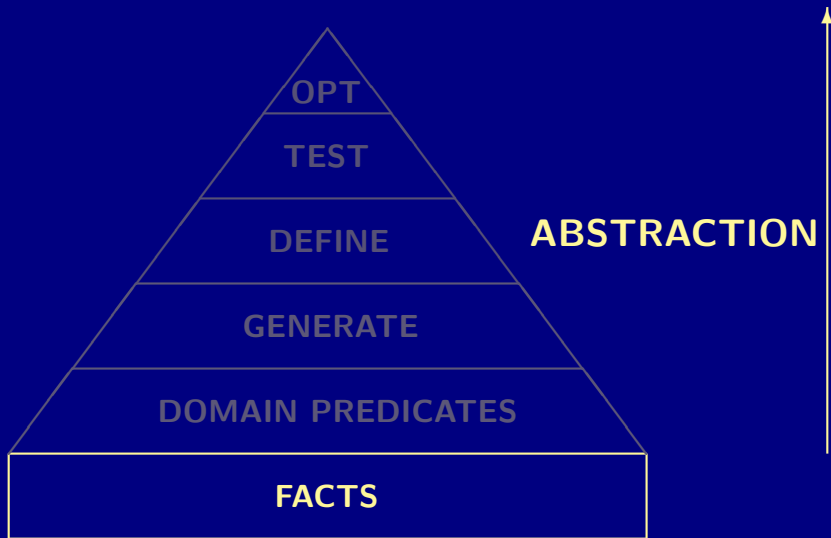 OPT
TEST
DEFINE
ABSTRACTION
GENERATE
DOMAIN PREDICATES
FACTS